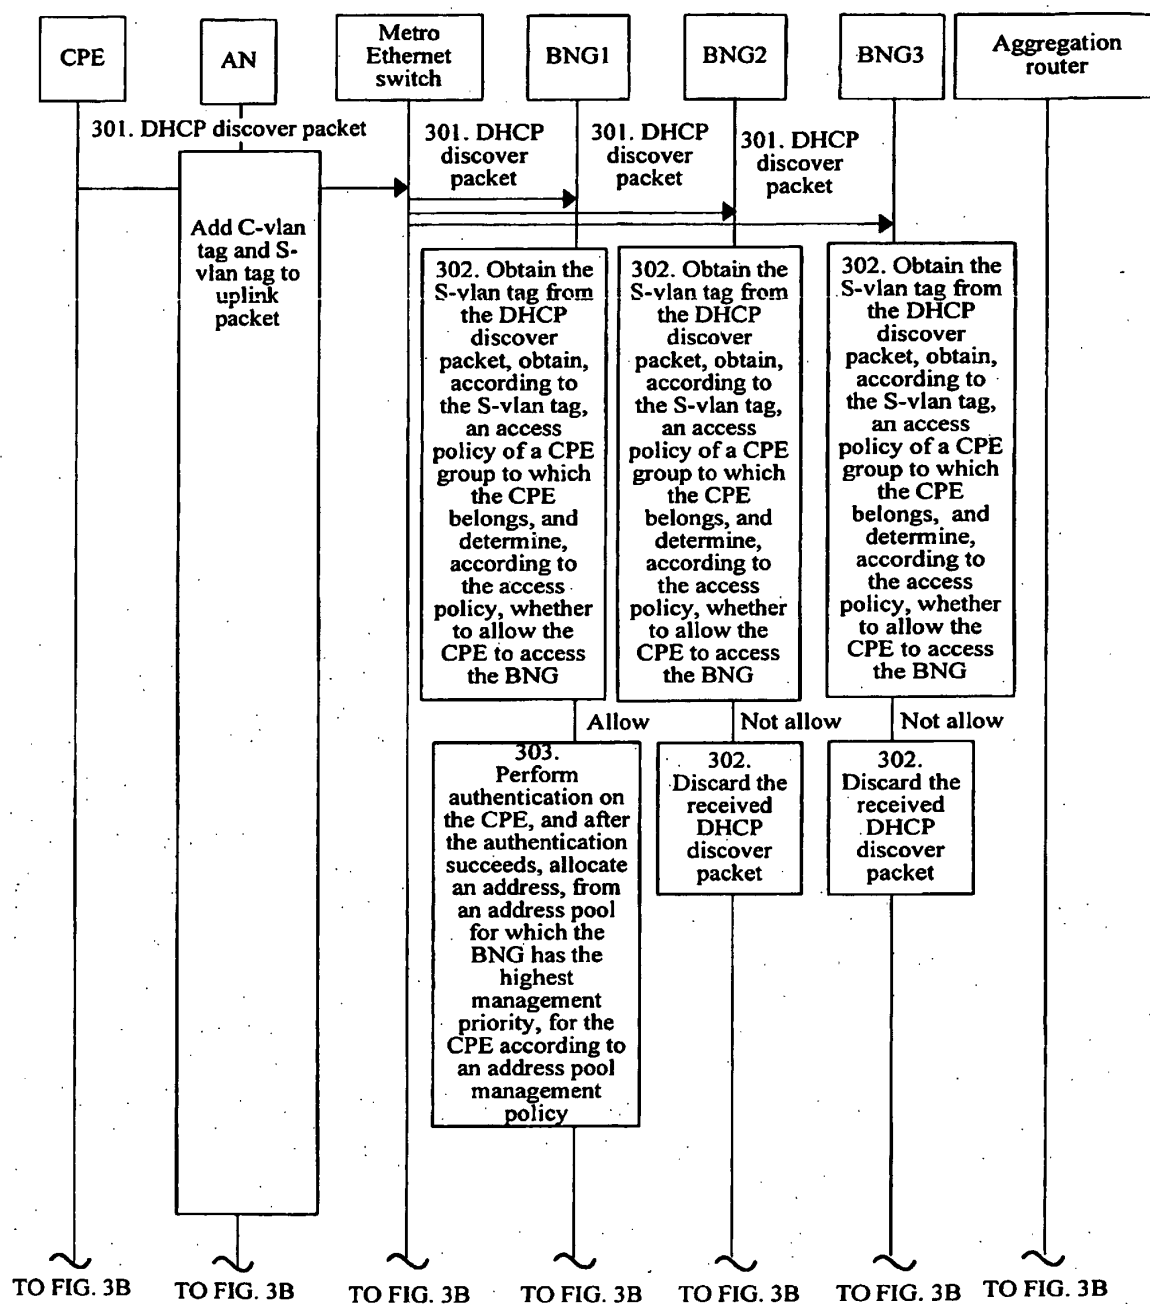 CPE
AN
Metro
Ethernet
switch
BNG1
BNG2
BNG3
Aggregation
router
301. DHCP discover packet
301. DHCP
discover
packet
301. DHCP
discover
packet
301. DHCP
discover
packet
Add C-vlan
tag and S-
vlan tag to
uplink
packet
302. Obtain the
S-vlan tag from
the DHCP
discover
packet, obtain,
according to
the S-vlan tag,
an access
policy of a CPE
group to which
the CPE
belongs, and
determine,
according to
the access
policy, whether
to allow the
CPE to access
the BNG
302. Obtain the
S-vlan tag from
the DHCP
discover
packet, obtain,
according to
the S-vlan tag,
an access
policy of a CPE
group to which
the CPE
belongs, and
determine,
according to
the access
policy, whether
to allow the
CPE to access
the BNG
302. Obtain the
S-vlan tag from
the DHCP
discover
packet, obtain,
according to
the S-vlan tag,
an access
policy of a CPE
group to which
the CPE
belongs, and
determine,
according to
the access
policy, whether
to allow the
CPE to access
the BNG
Allow
Not allow
Not allow
303.
Perform
authentication on
the CPE, and after
the authentication
succeeds, allocate
an address, from
an address pool
for which the
BNG has the
highest
management
priority, for the
CPE according to
an address pool
management
policy
302.
Discard the
received
DHCP
discover
packet
302.
Discard the
received
DHCP
discover
packet
TO FIG. 3B
TO FIG. 3B
TO FIG. 3B
TO FIG. 3B
TO FIG. 3B
TO FIG. 3B
TO FIG. 3B